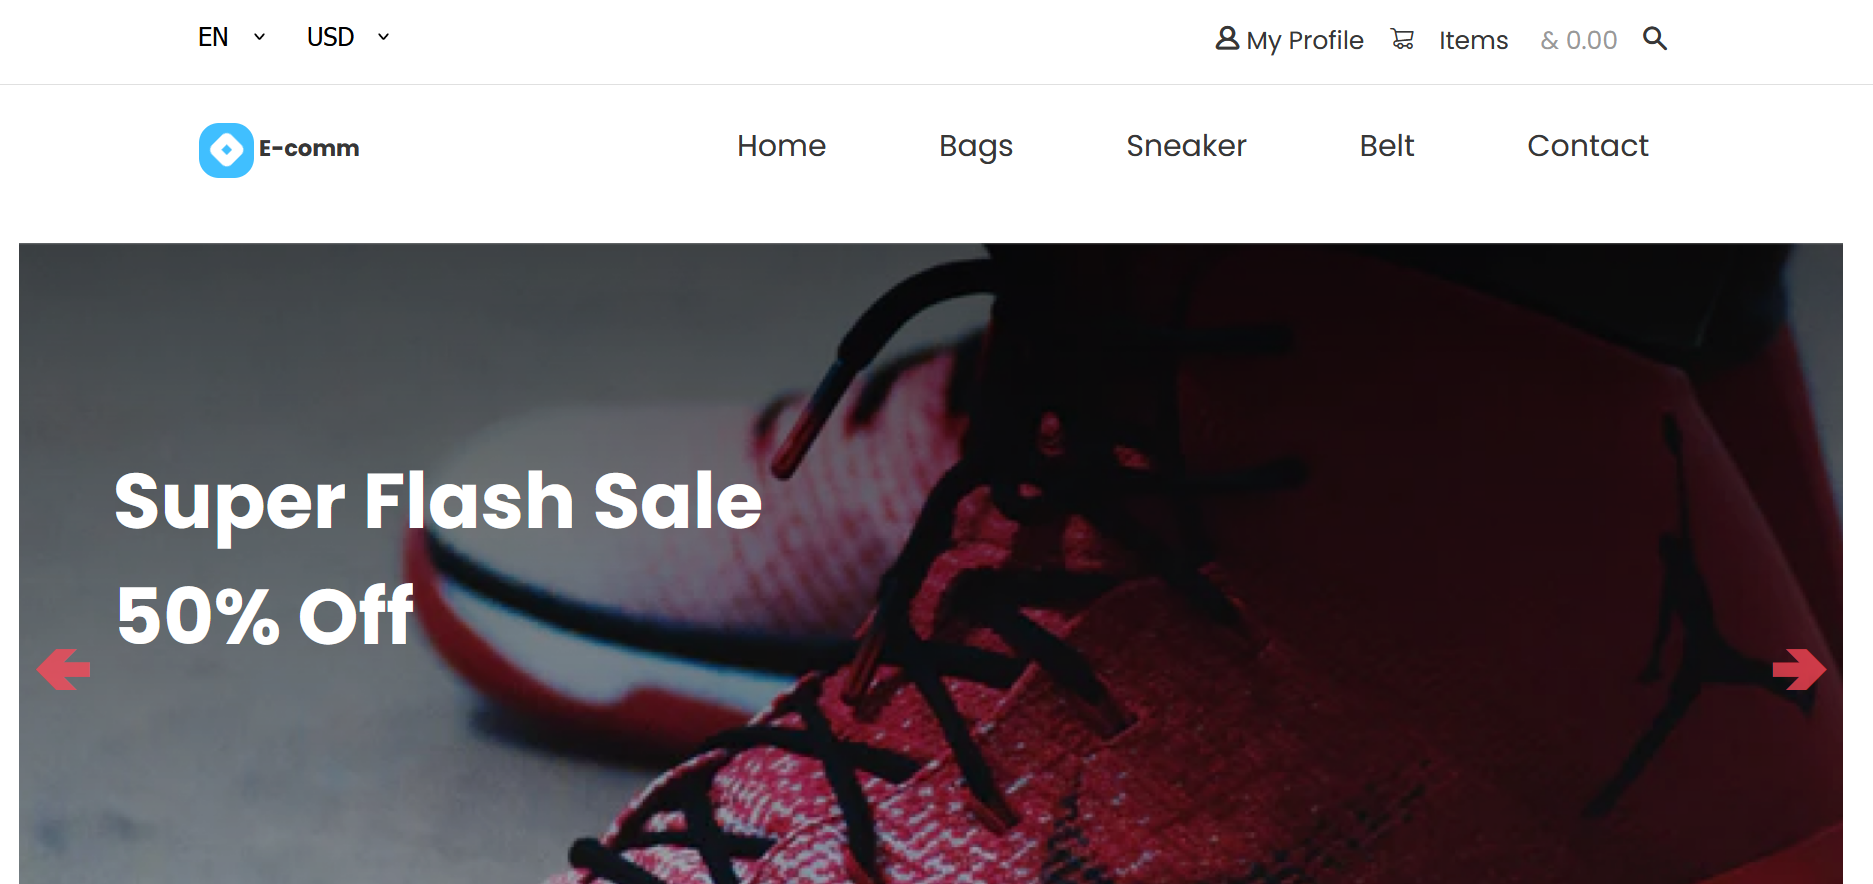 EN USD My Profile Items & 0.00
E-comm Home Bags Sneaker Belt Contact
Super Flash Sale
50% Off